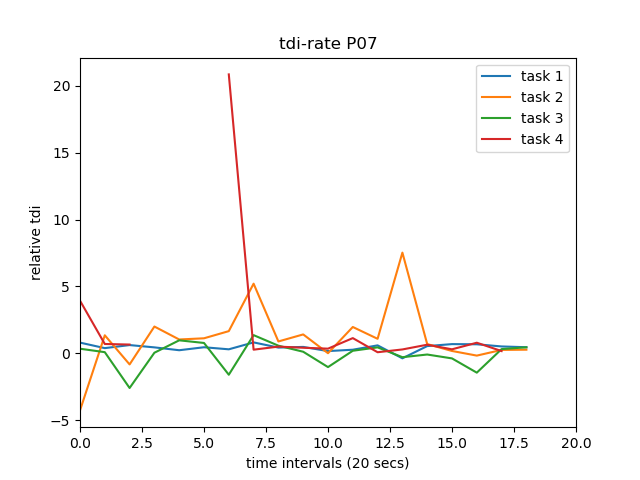 tdi-rate P07
task 1
task 2
task 3
task 4
relative tdi
20
15
10
5
0
−5
0.0 2.5 5.0 7.5 10.0 12.5 15.0 17.5 20.0
time intervals (20 secs)